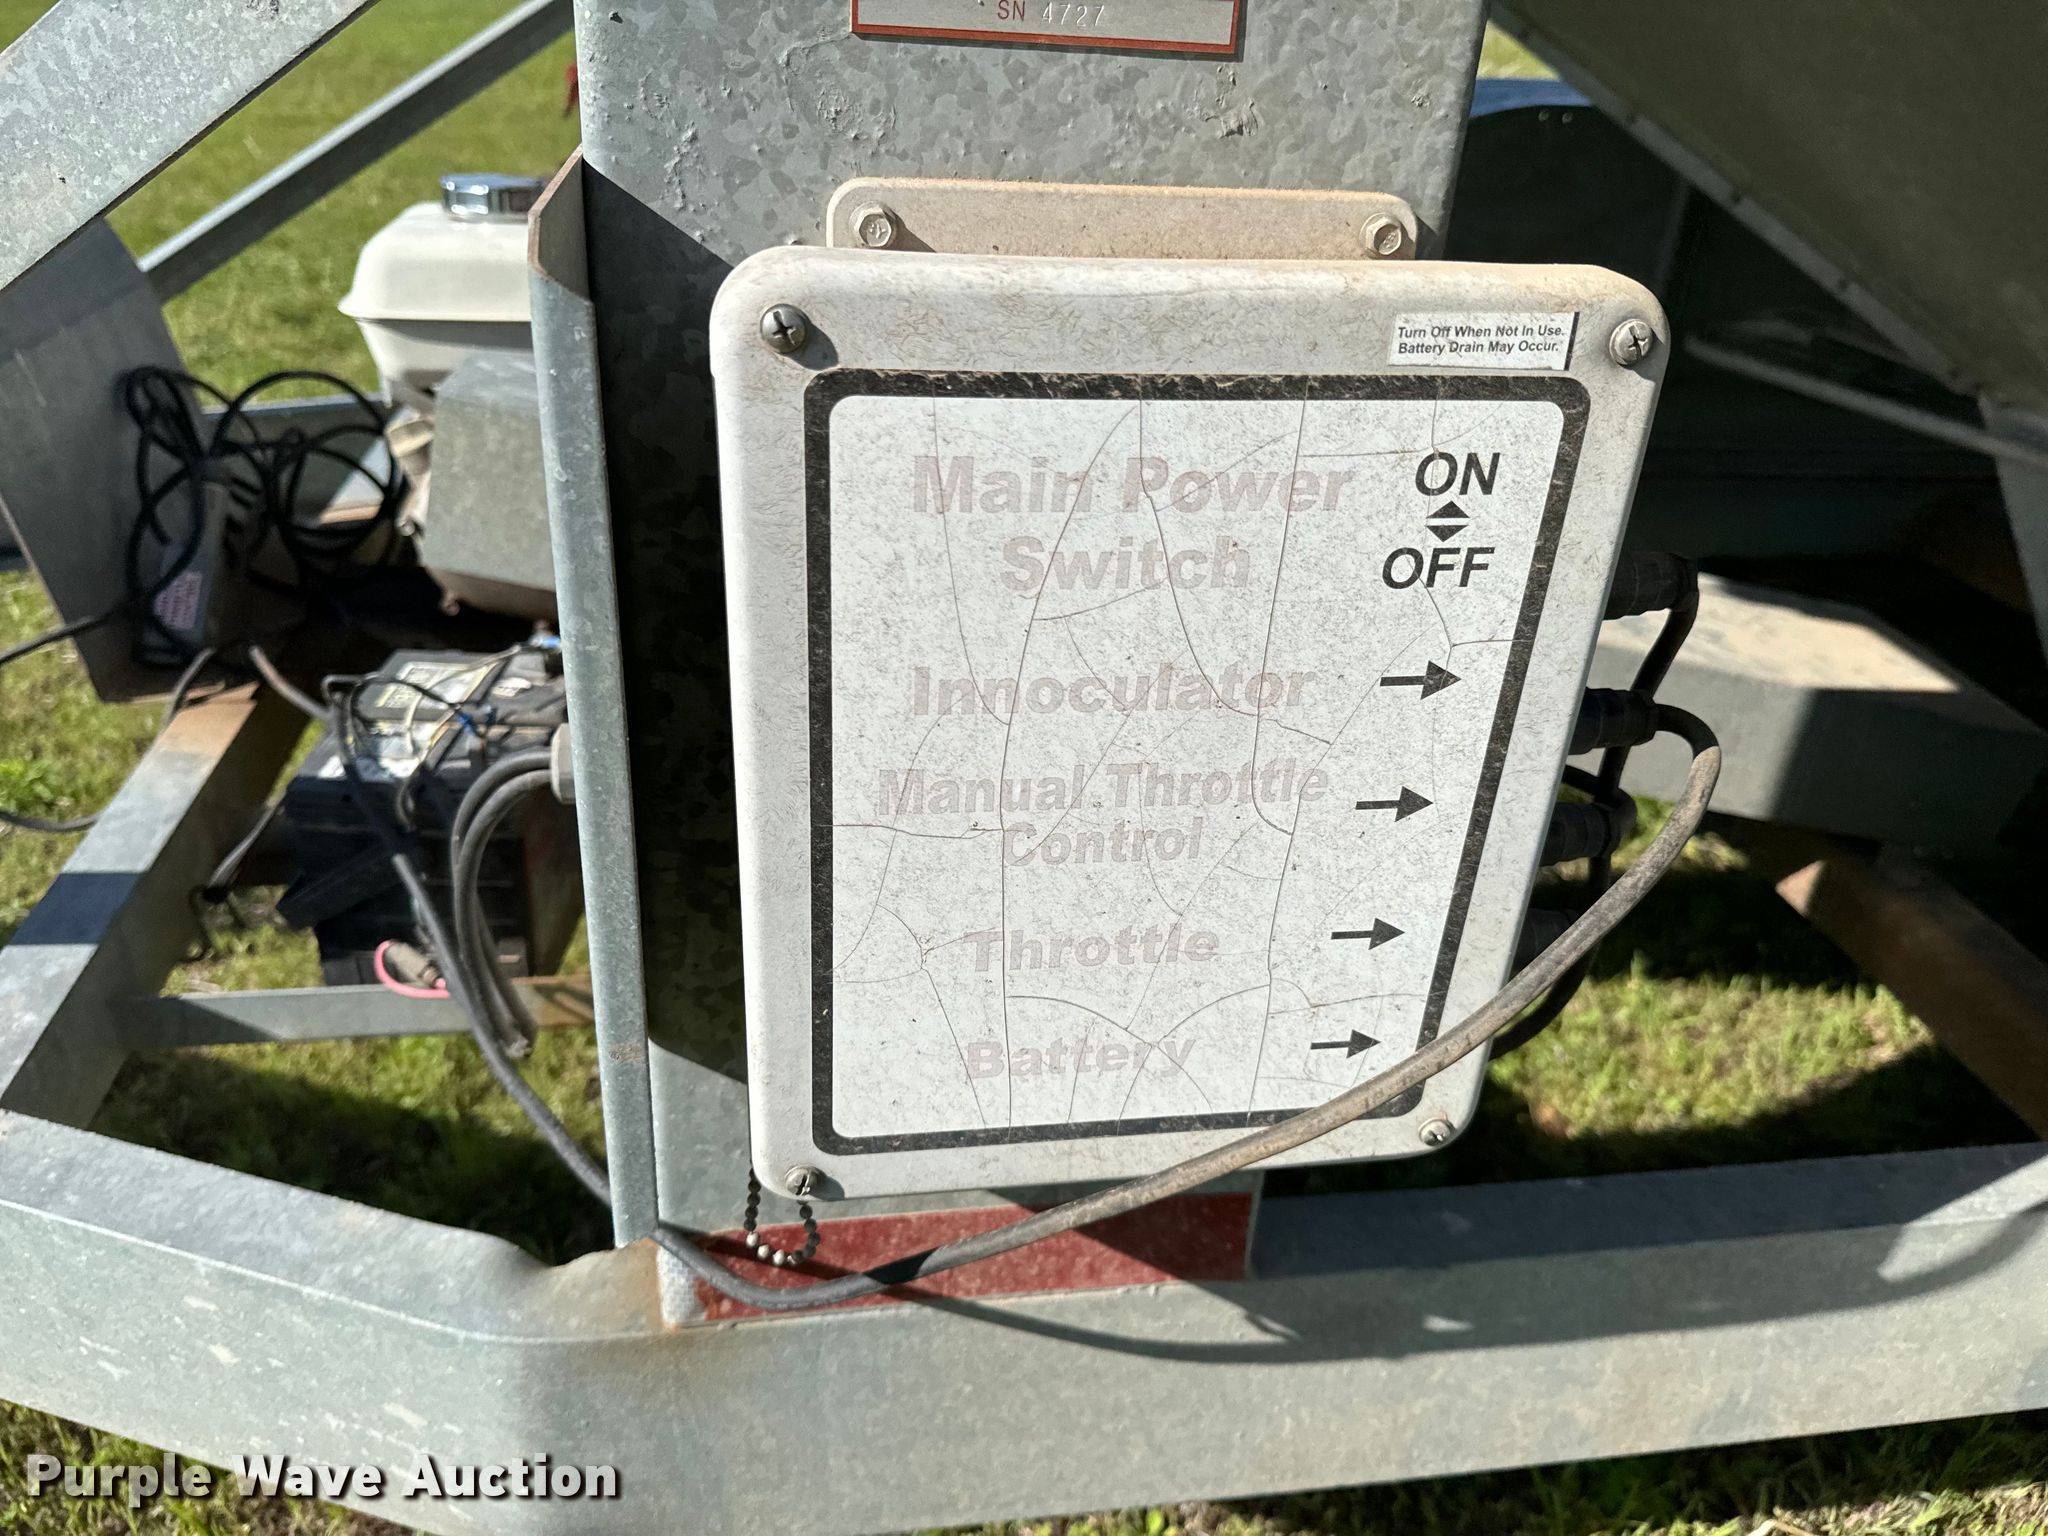 SN 4727
Turn Off When Not In Use.
Battery Drain May Occur.
Main Power
Switch
ON
OFF
Innoculator
Manual Throttle
Control
Throttle
Battery
Purple Wave Auction